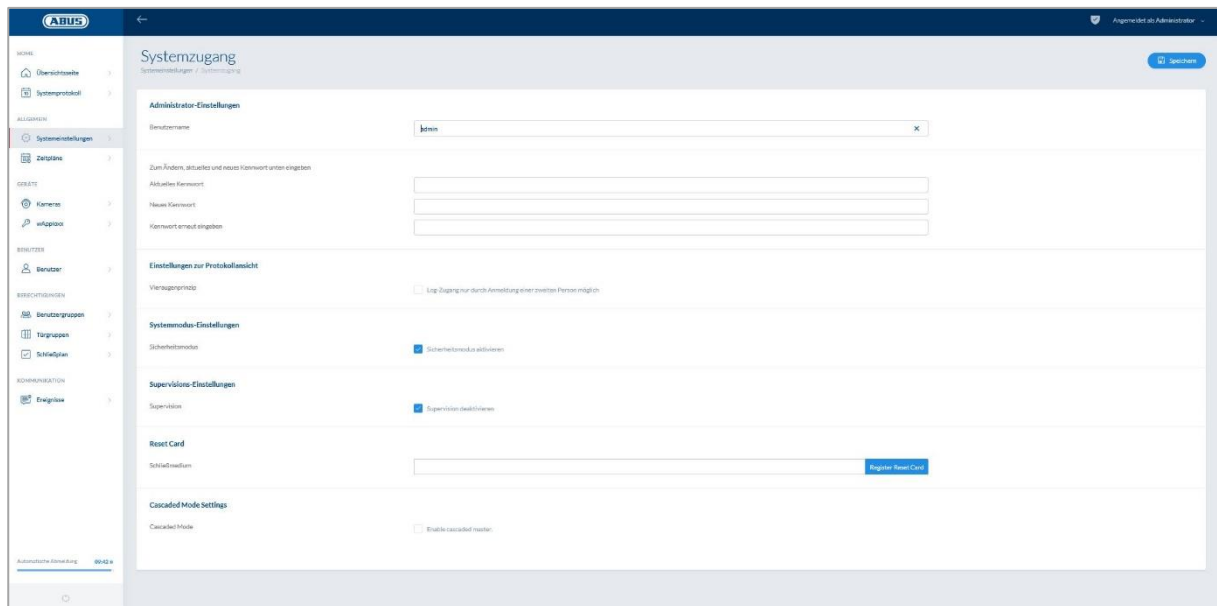 ABUS
Angemeldet als Administrator
HOME
Übersichtsseite
Systemprotokoll
ALLGEMEIN
Systemeinstellungen
Zeitpläne
GERÄTE
Kameras
wAppLoxx
BENUTZER
Benutzer
BERECHTIGUNGEN
Benutzergruppen
Türgruppen
Schließplan
KOMMUNIKATION
Ereignisse
Automatische Abmeldung
Systemzugang
Systemeinstellungen / Systemzugang
Speichern
Administrator-Einstellungen
Benutzername
admin
Zum Ändern, aktuelles und neues Kennwort unten eingeben
Aktuelles Kennwort
Neues Kennwort
Kennwort erneut eingeben
Einstellungen zur Protokollansicht
Vieraugenprinzip
Log-Zugang nur durch Anmeldung einer zweiten Person möglich
Systemmodus-Einstellungen
Sicherheitsmodus
Sicherheitsmodus aktivieren
Supervisions-Einstellungen
Supervision
Supervision deaktivieren
Reset Card
Schließmedium
Register Reset Card
Cascaded Mode Settings
Cascaded Mode
Enable cascaded master.